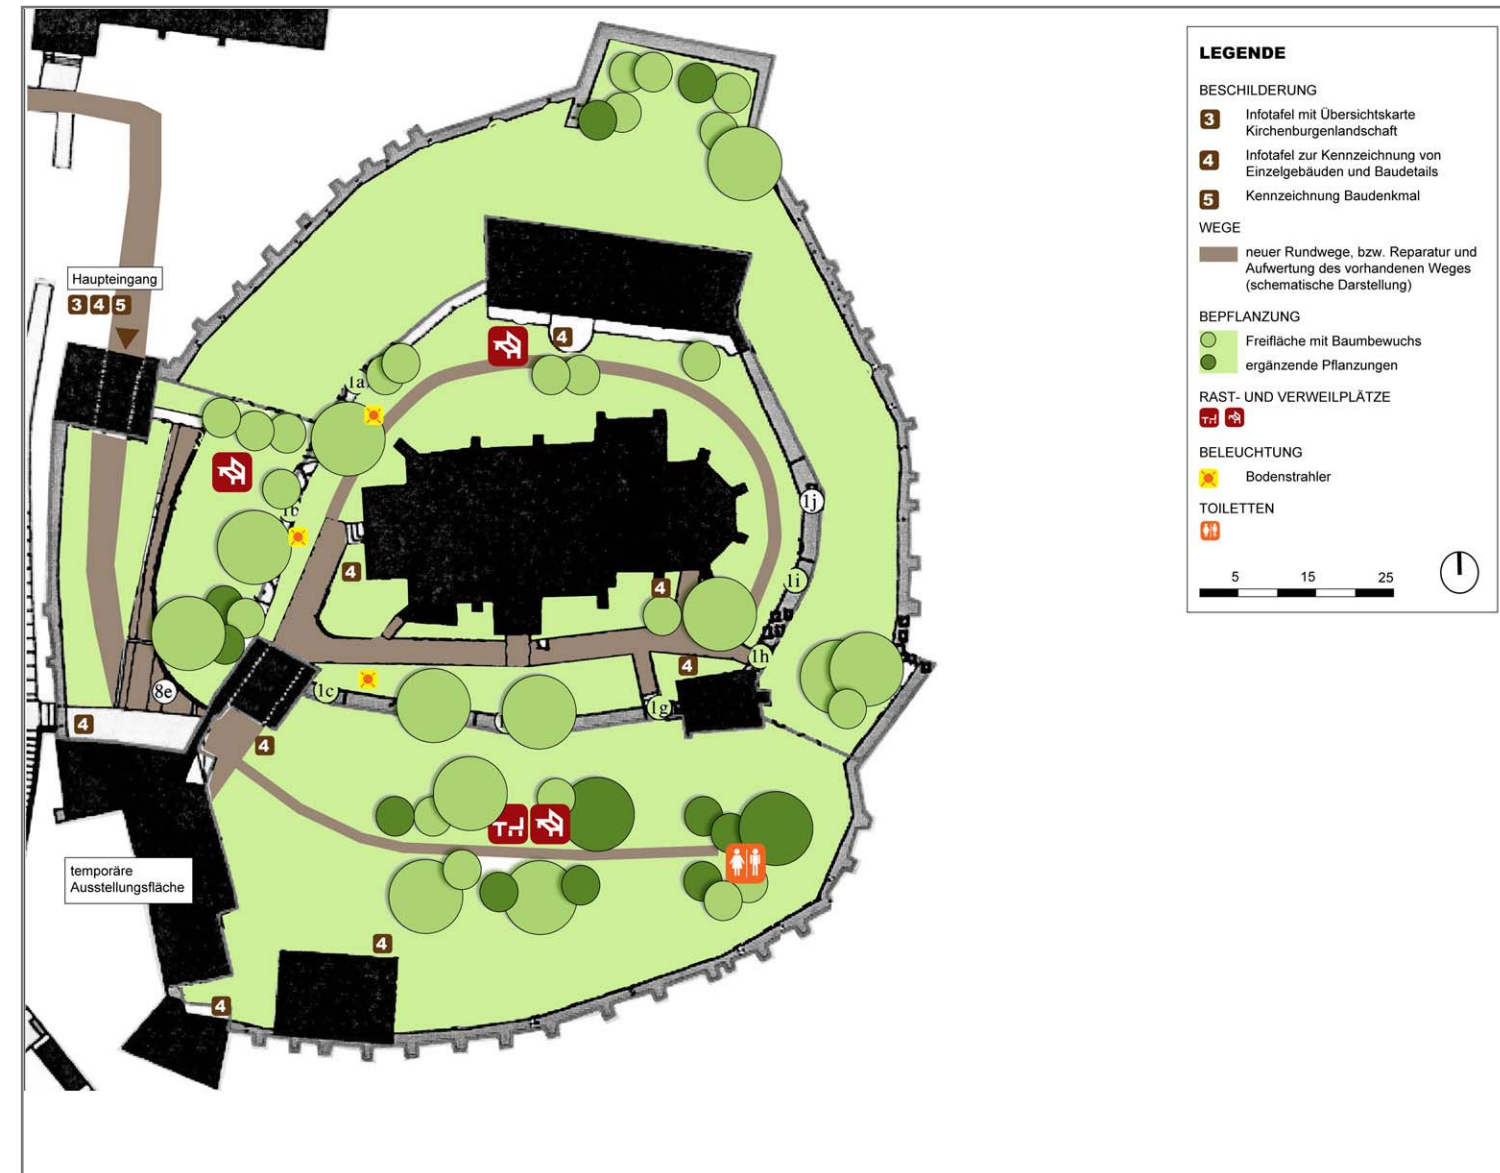 LEGENDE
BESCHILDERUNG
3 Infotafel mit Übersichtskarte
Kirchenburgenlandschaft
4 Infotafel zur Kennzeichnung von
Einzelgebäuden und Baudetails
5 Kennzeichnung Baudenkmal
WEGE
neuer Rundwege, bzw. Reparatur und
Aufwertung des vorhandenen Weges
(schematische Darstellung)
BEPFLANZUNG
Freifläche mit Baumbewuchs
ergänzende Pflanzungen
RAST- UND VERWEILPLÄTZE
BELEUCHTUNG
Bodenstrahler
TOILETTEN
5 15 25
Haupteingang
3 4 5
4
1a
1j
1b
4
4
1i
1h
4
8e
1c
1g
4
4
temporäre
Ausstellungsfläche
4
4